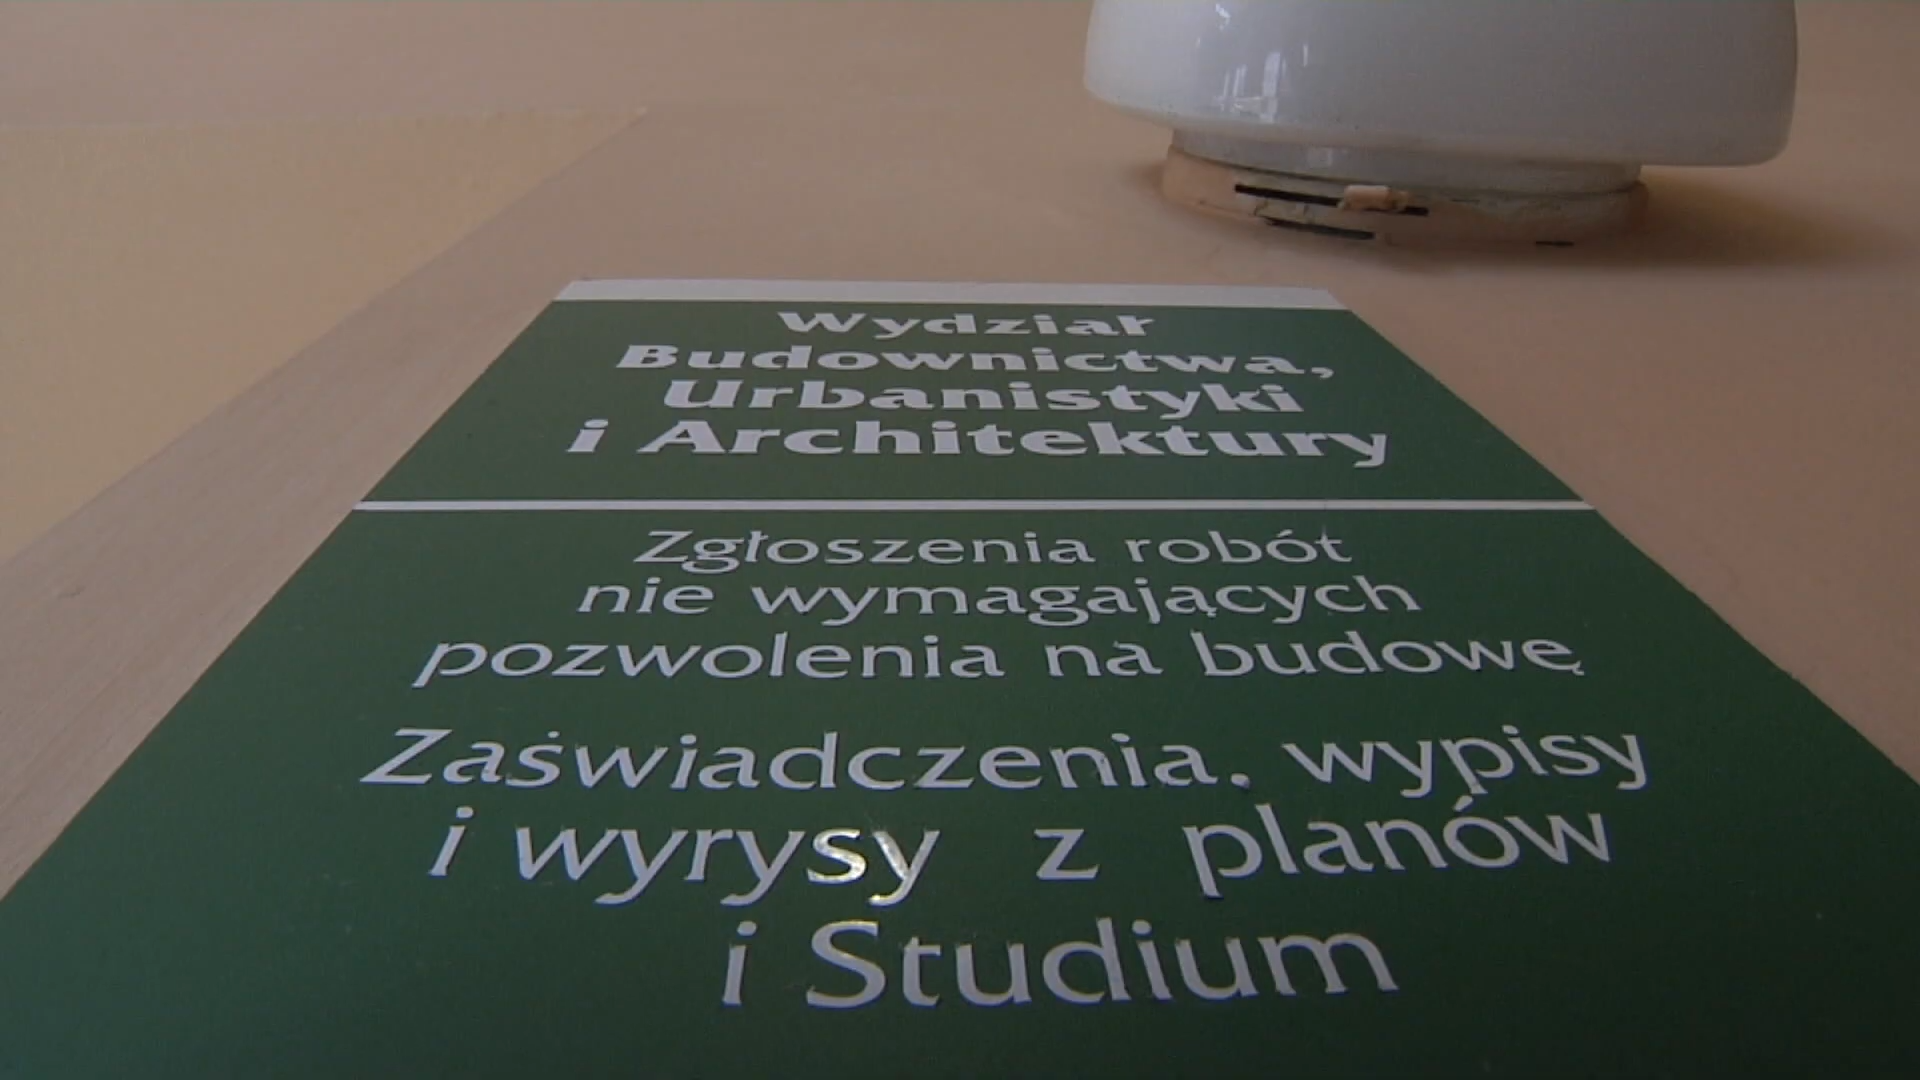 Wydział
Budownictwa,
Urbanistyki
i Architektury
Zgłoszenia robót
nie wymagających
pozwolenia na budowę
Zaświadczenia, wypisy
i wyrysy z planów
i Studium